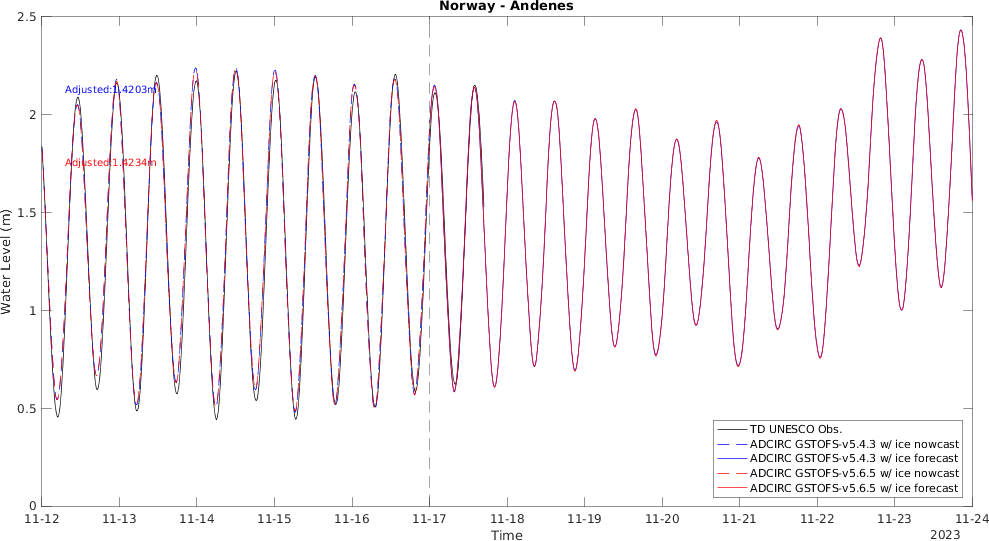 Norway - Andenes
2.5
2
1.5
1
0.5
0
Water Level (m)
Adjusted:1.4203m
Adjusted:1.4234m
TD UNESCO Obs.
ADCIRC GSTOFS-v5.4.3 w/ ice nowcast
ADCIRC GSTOFS-v5.4.3 w/ ice forecast
ADCIRC GSTOFS-v5.6.5 w/ ice nowcast
ADCIRC GSTOFS-v5.6.5 w/ ice forecast
11-12 11-13 11-14 11-15 11-16 11-17 11-18 11-19 11-20 11-21 11-22 11-23 11-24
Time
2023